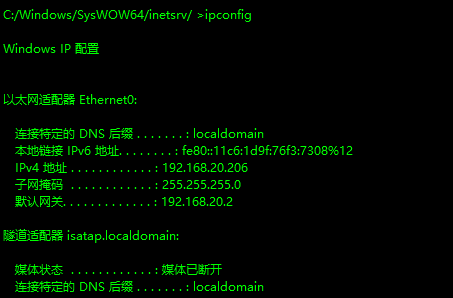 C:/Windows/SysWOW64/inetsrv/ >ipconfig
Windows IP 配置
以太网适配器 Ethernet0:
连接特定的 DNS 后缀 . . . . . . . : localdomain
本地链接 IPv6 地址. . . . . . . . : fe80::11c6:1d9f:76f3:7308%12
IPv4 地址 . . . . . . . . . . . . : 192.168.20.206
子网掩码  . . . . . . . . . . . . : 255.255.255.0
默认网关. . . . . . . . . . . . . : 192.168.20.2
隧道适配器 isatap.localdomain:
媒体状态  . . . . . . . . . . . . : 媒体已断开
连接特定的 DNS 后缀 . . . . . . . : localdomain